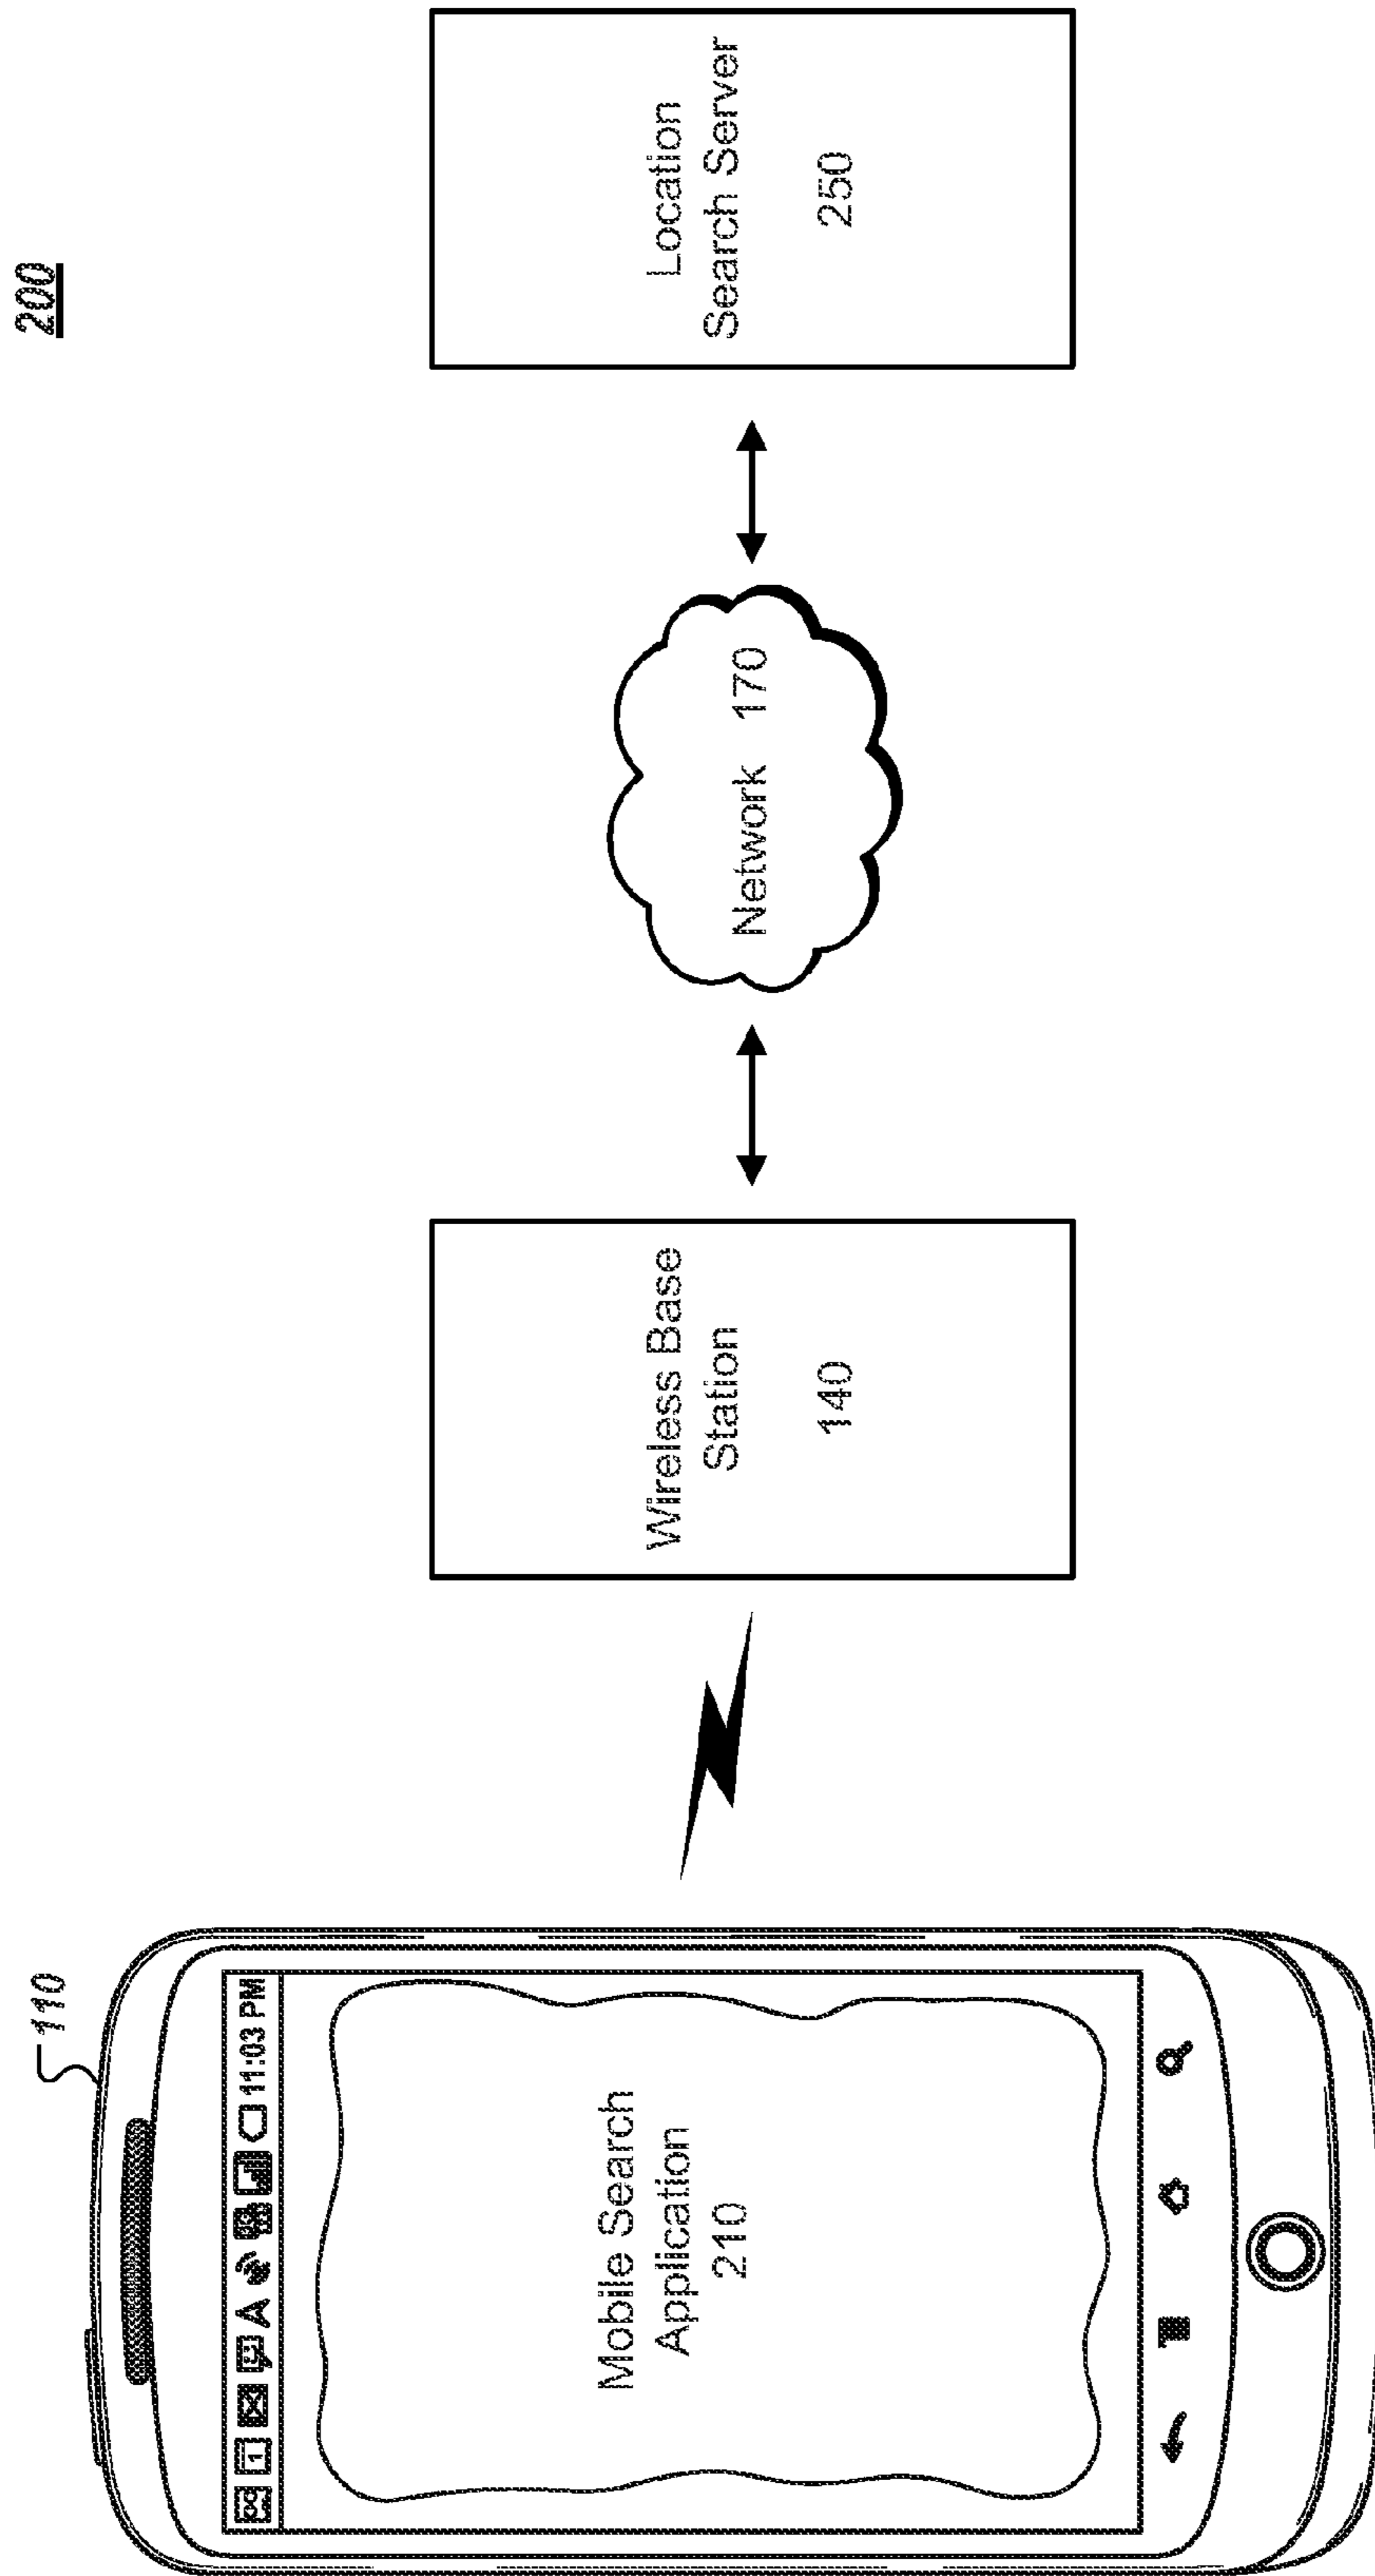 200
110
11:03 PM
Mobile Search
Application
210
Wireless Base
Station
140
Network 170
Location
Search Server
250